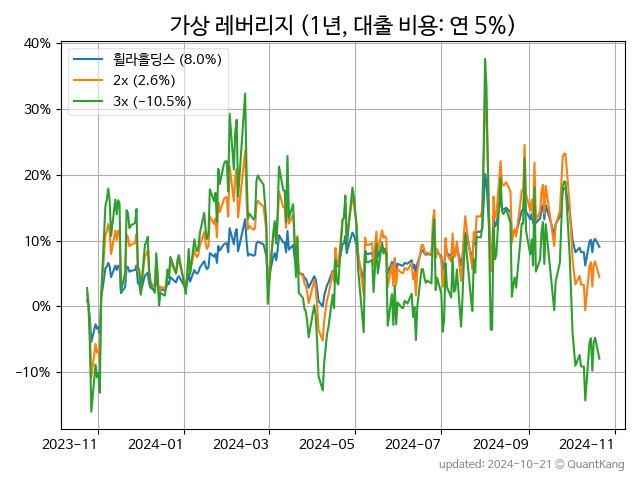 가상 레버리지 (1년, 대출 비용: 연 5%)
40%
30%
20%
10%
0%
−10%
휠라홀딩스 (8.0%)
2x (2.6%)
3x (−10.5%)
2023-11 2024-01 2024-03 2024-05 2024-07 2024-09 2024-11
updated: 2024-10-21 © QuantKang